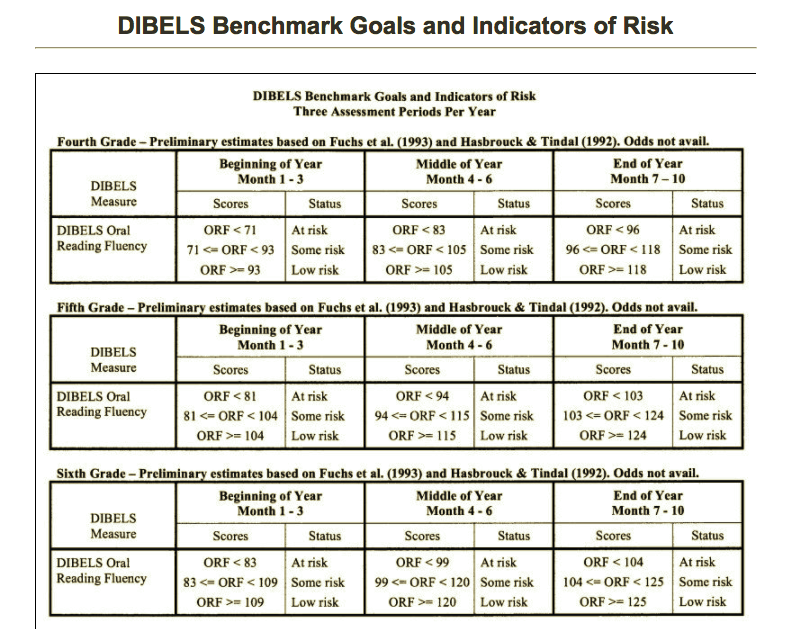 DIBELS Benchmark Goals and Indicators of Risk
DIBELS Benchmark Goals and Indicators of Risk
Three Assessment Periods Per Year
Fourth Grade – Preliminary estimates based on Fuchs et al. (1993) and Hasbrouck & Tindal (1992). Odds not avail.
DIBELS Measure Beginning of Year Month 1 - 3 Middle of Year Month 4 - 6 End of Year Month 7 – 10
Scores Status Scores Status Scores Status
DIBELS Oral ORF < 71 At risk ORF < 83 At risk ORF < 96 At risk
Reading Fluency 71 <= ORF < 93 Some risk 83 <= ORF < 105 Some risk 96 <= ORF < 118 Some risk
ORF >= 93 Low risk ORF >= 105 Low risk ORF >= 118 Low risk
Fifth Grade – Preliminary estimates based on Fuchs et al. (1993) and Hasbrouck & Tindal (1992). Odds not avail.
DIBELS Measure Beginning of Year Month 1 - 3 Middle of Year Month 4 - 6 End of Year Month 7 - 10
Scores Status Scores Status Scores Status
DIBELS Oral ORF < 81 At risk ORF < 94 At risk ORF < 103 At risk
Reading Fluency 81 <= ORF < 104 Some risk 94 <= ORF < 115 Some risk 103 <= ORF < 124 Some risk
ORF >= 104 Low risk ORF >= 115 Low risk ORF >= 124 Low risk
Sixth Grade – Preliminary estimates based on Fuchs et al. (1993) and Hasbrouck & Tindal (1992). Odds not avail.
DIBELS Measure Beginning of Year Month 1 - 3 Middle of Year Month 4 - 6 End of Year Month 7 - 10
Scores Status Scores Status Scores Status
DIBELS Oral ORF < 83 At risk ORF < 99 At risk ORF < 104 At risk
Reading Fluency 83 <= ORF < 109 Some risk 99 <= ORF < 120 Some risk 104 <= ORF < 125 Some risk
ORF >= 109 Low risk ORF >= 120 Low risk ORF >= 125 Low risk